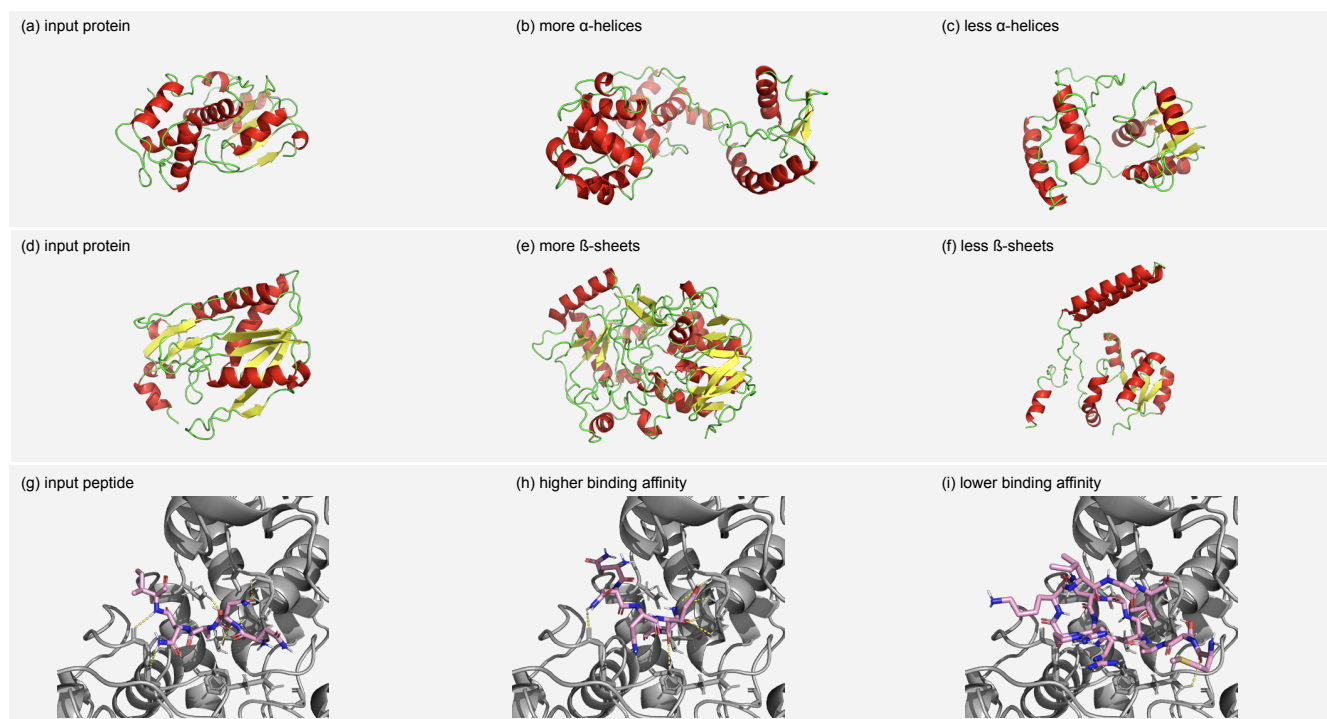 (a) input protein
(b) more α-helices
(c) less α-helices
(d) input protein
(e) more ß-sheets
(f) less ß-sheets
(g) input peptide
(h) higher binding affinity
(i) lower binding affinity